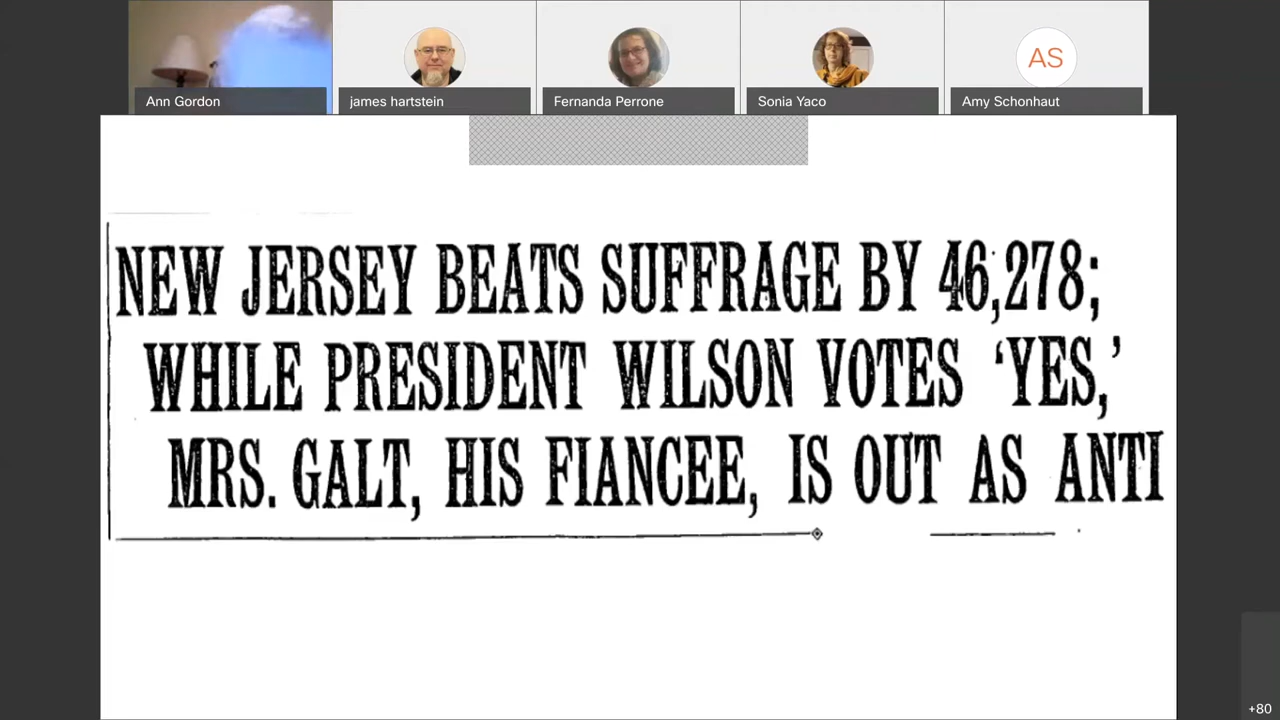 Ann Gordon
james hartstein
Fernanda Perrone
Sonia Yaco
AS
Amy Schonhaut
NEW JERSEY BEATS SUFFRAGE BY 46,278;
WHILE PRESIDENT WILSON VOTES ‘YES,’
MRS. GALT, HIS FIANCEE, IS OUT AS ANTI
+80